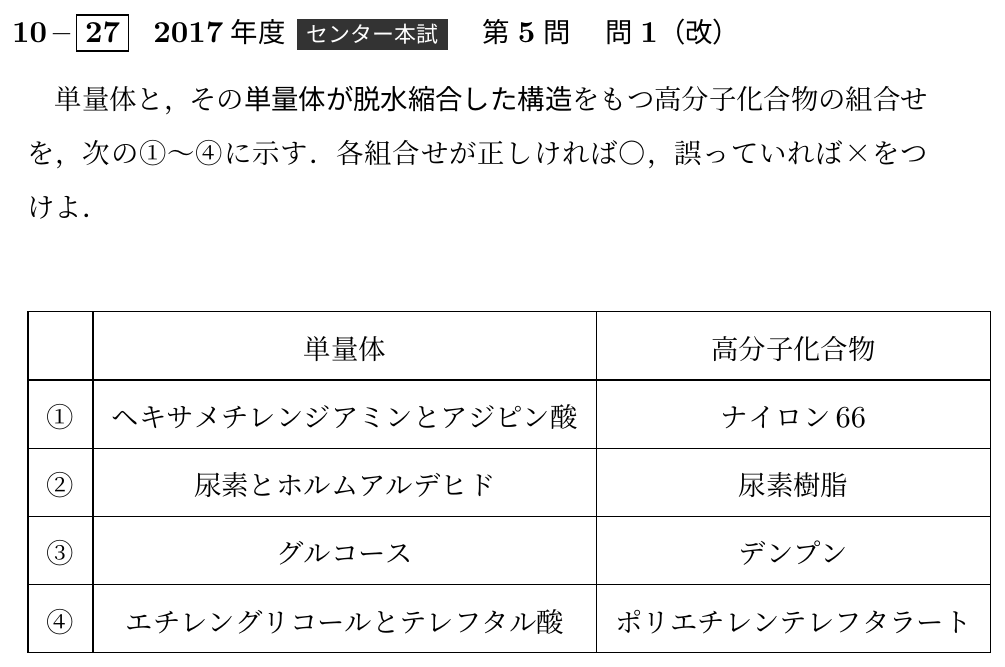 10－27 2017年度 センター本試 第5問 問1（改）
単量体と，その単量体が脱水縮合した構造をもつ高分子化合物の組合せ
を，次の①～④に示す．各組合せが正しければ○，誤っていれば×をつ
けよ．
単量体 高分子化合物
① ヘキサメチレンジアミンとアジピン酸 ナイロン66
② 尿素とホルムアルデヒド 尿素樹脂
③ グルコース デンプン
④ エチレングリコールとテレフタル酸 ポリエチレンテレフタラート